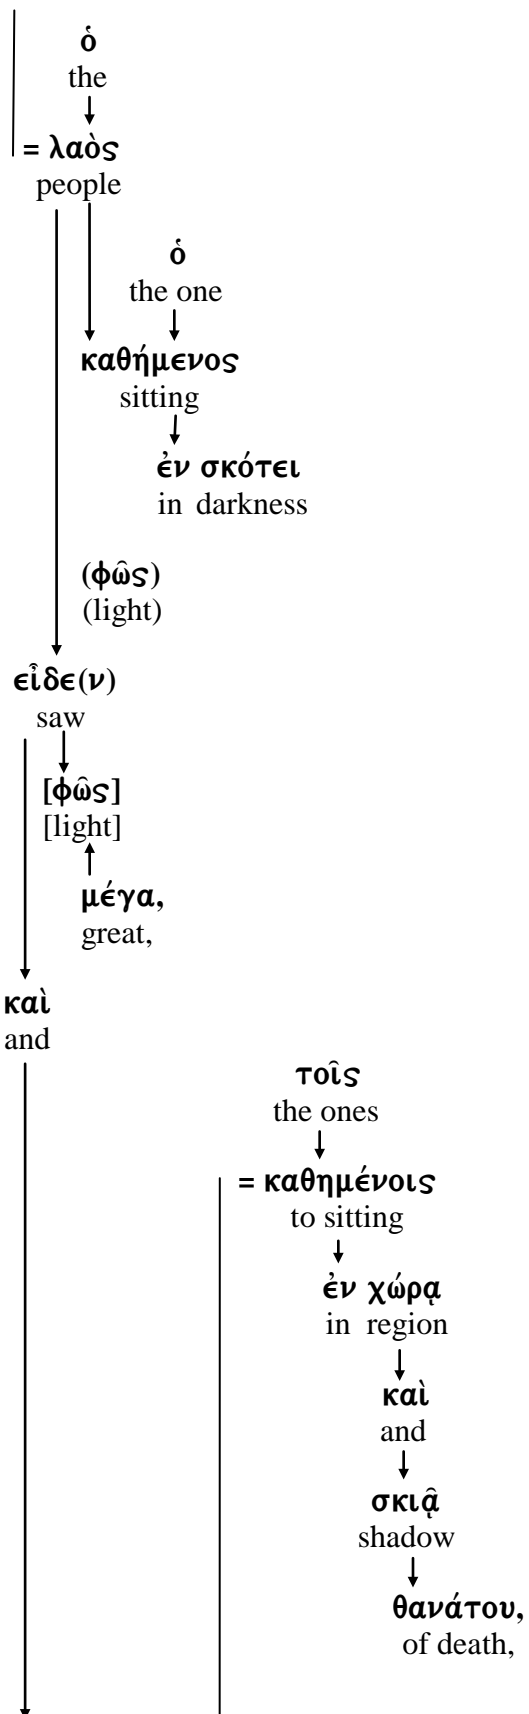 ὁ
the
= λαὸς
people
ὁ
the one
καθήμενος
sitting
ἐν σκότει
in darkness
(φῶς)
(light)
εἶδε(ν)
saw
[φῶς]
[light]
μέγα,
great,
καὶ
and
τοῖς
the ones
= καθημένοις
to sitting
ἐν χώρᾳ
in region
καὶ
and
σκιᾷ
shadow
θανάτου,
of death,